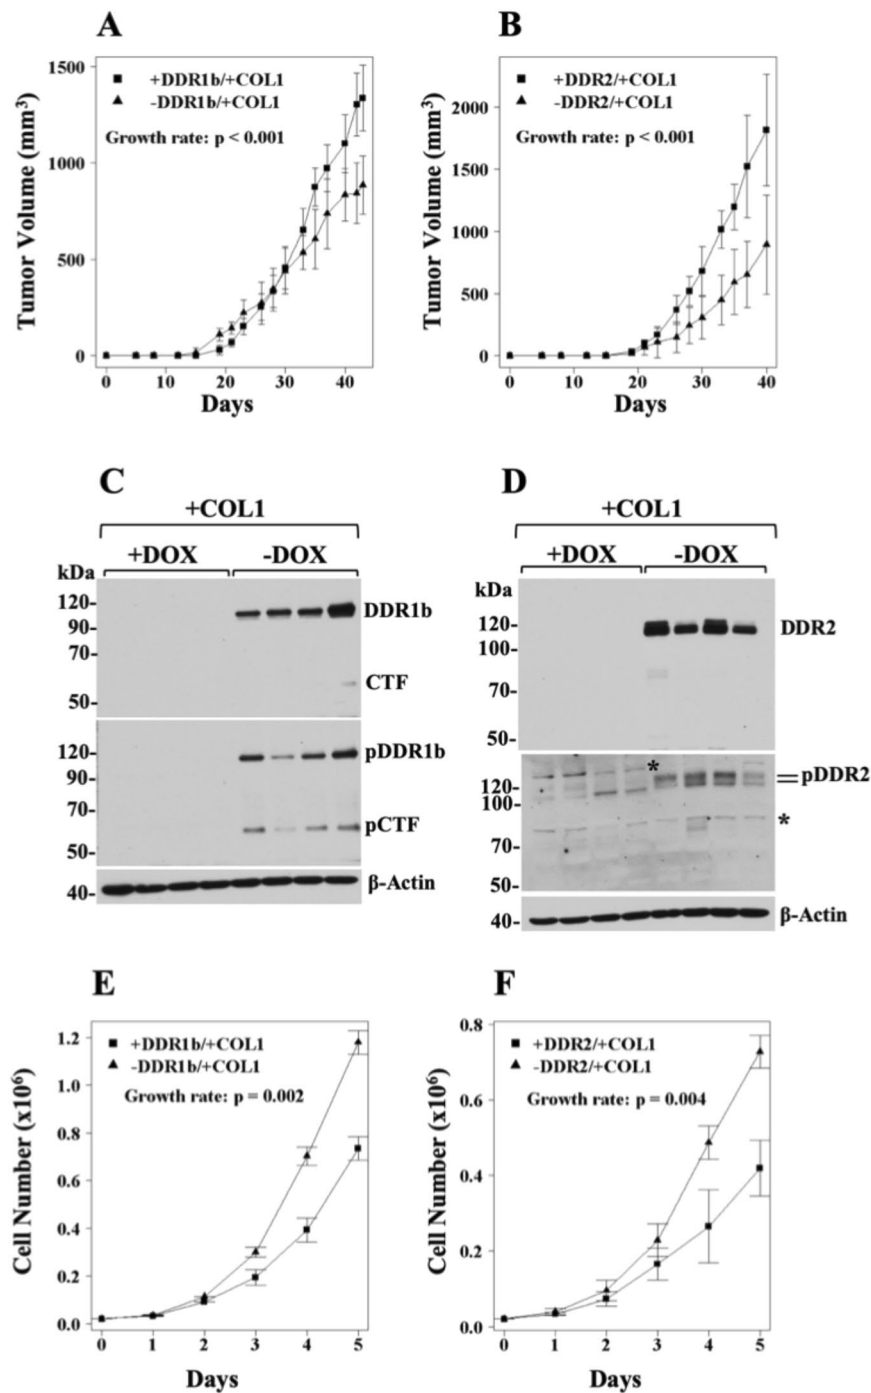 A
1500
1000
500
0
Tumor Volume (mm³)
+DDR1b/+COL1
-DDR1b/+COL1
Growth rate: p < 0.001
0 10 20 30 40
Days
B
2000
1500
1000
500
0
Tumor Volume (mm³)
+DDR2/+COL1
-DDR2/+COL1
Growth rate: p < 0.001
0 10 20 30 40
Days
C
+COL1
+DOX -DOX
kDa
120-
90-
70-
50-
DDR1b
CTF
120-
90-
70-
50-
pDDR1b
pCTF
40-
β-Actin
D
+COL1
+DOX -DOX
kDa
120-
100-
70-
50-
DDR2
120-
100-
70-
50-
*
pDDR2
*
40-
β-Actin
E
1.2
1.0
0.8
0.6
0.4
0.2
0.0
Cell Number (x10⁶)
+DDR1b/+COL1
-DDR1b/+COL1
Growth rate: p = 0.002
0 1 2 3 4 5
Days
F
0.8
0.6
0.4
0.2
0.0
Cell Number (x10⁶)
+DDR2/+COL1
-DDR2/+COL1
Growth rate: p = 0.004
0 1 2 3 4 5
Days